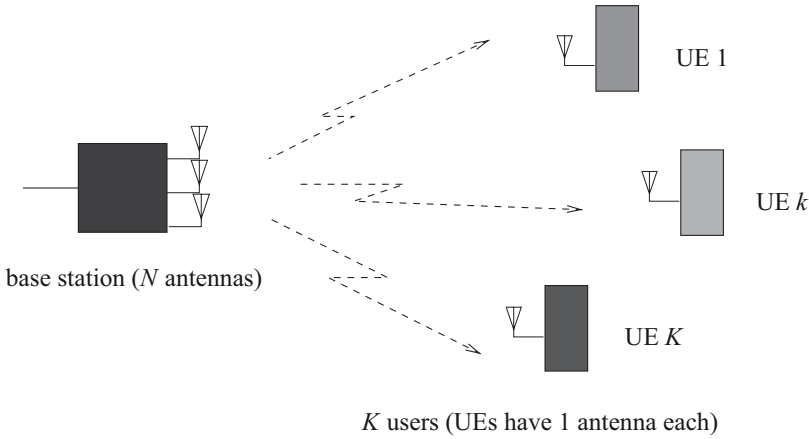 UE 1
UE k
base station (N antennas)
UE K
K users (UEs have 1 antenna each)